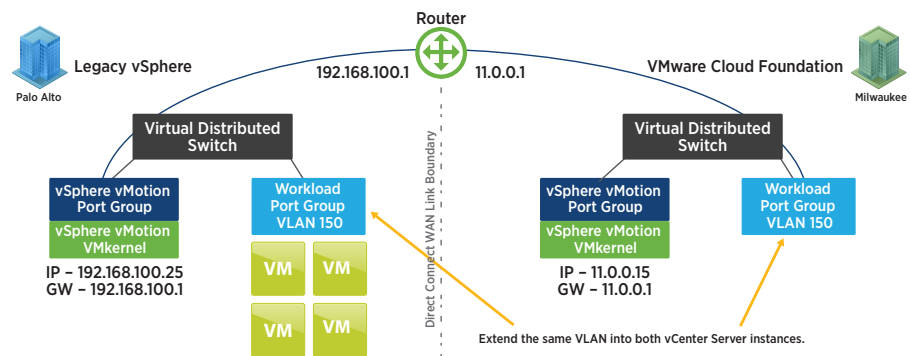 Router
Legacy vSphere
192.168.100.1
11.0.0.1
VMware Cloud Foundation
Palo Alto
Milwaukee
Virtual Distributed
Switch
Virtual Distributed
Switch
vSphere vMotion
Port Group
vSphere vMotion
VMkernel
IP – 192.168.100.25
GW – 192.168.100.1
Workload
Port Group
VLAN 150
VM
VM
VM
VM
Direct Connect WAN Link Boundary
vSphere vMotion
Port Group
vSphere vMotion
VMkernel
IP – 11.0.0.15
GW – 11.0.0.1
Workload
Port Group
VLAN 150
Extend the same VLAN into both vCenter Server instances.